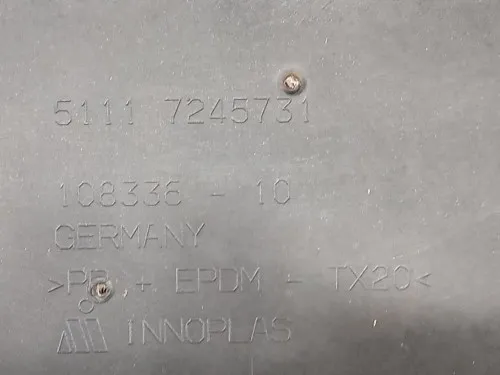 5111 7245731
108336 - 10
GERMANY
>PP + EPDM - TX20<
INNOPLAS